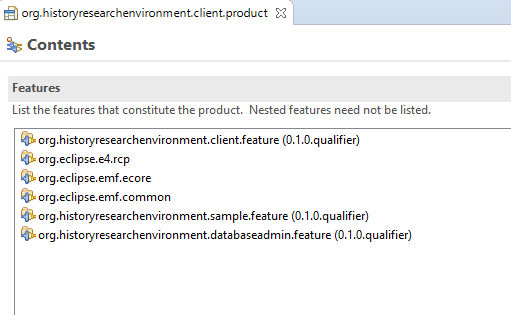 org.historyresearchenvironment.client.product
Contents
Features
List the features that constitute the product. Nested features need not be listed.
org.historyresearchenvironment.client.feature (0.1.0.qualifier)
org.eclipse.e4.rcp
org.eclipse.emf.ecore
org.eclipse.emf.common
org.historyresearchenvironment.sample.feature (0.1.0.qualifier)
org.historyresearchenvironment.databaseadmin.feature (0.1.0.qualifier)